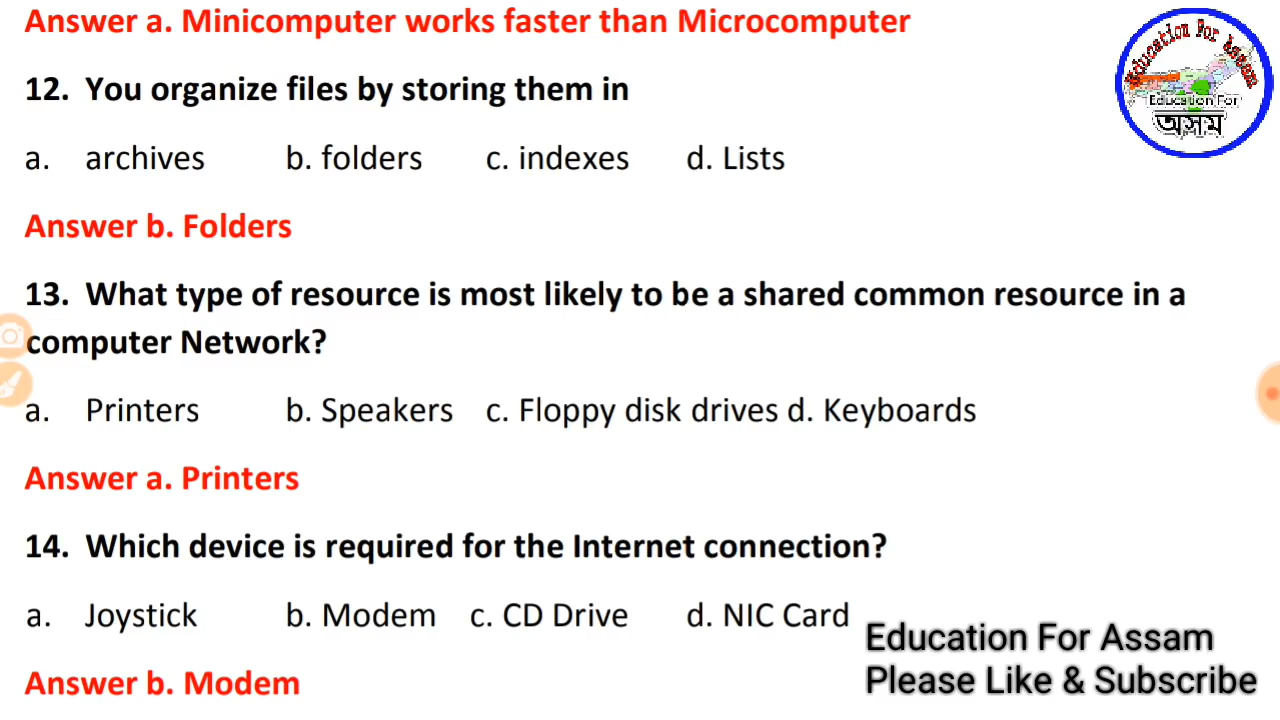 Answer a. Minicomputer works faster than Microcomputer
12. You organize files by storing them in
a. archives b. folders c. indexes d. Lists
Answer b. Folders
13. What type of resource is most likely to be a shared common resource in a
computer Network?
a. Printers b. Speakers c. Floppy disk drives d. Keyboards
Answer a. Printers
14. Which device is required for the Internet connection?
a. Joystick b. Modem c. CD Drive d. NIC Card
Answer b. Modem
Education For Assam
Education For
অসম
Education For Assam
Please Like & Subscribe